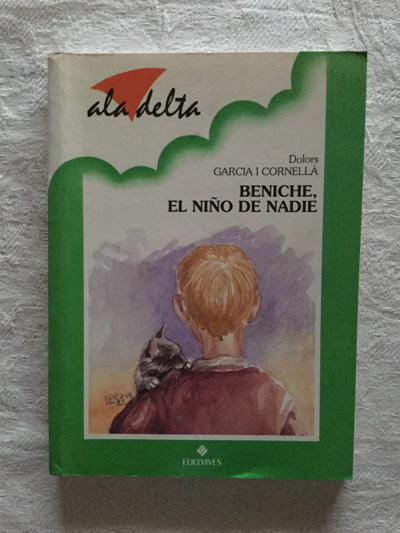 ala delta
Dolors
GARCIA I CORNELLÀ
BENICHE,
EL NIÑO DE NADIE
EDELVIVES